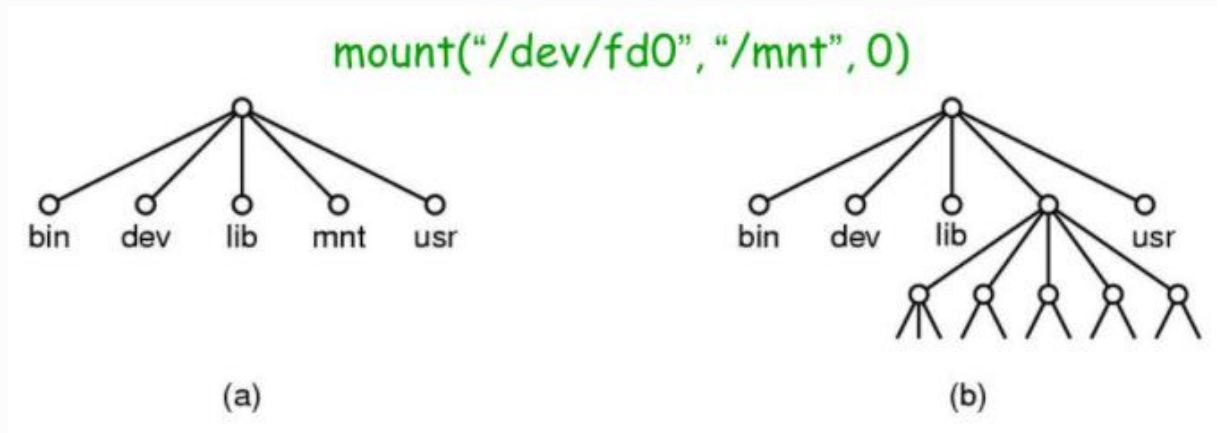 mount(“/dev/fd0”, “/mnt”, 0)
bin dev lib mnt usr
bin dev lib usr
(a)
(b)